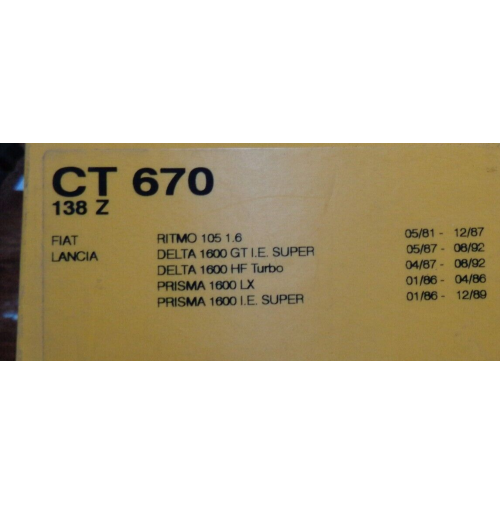 CT 670
138 Z
FIAT RITMO 105 1.6 05/81 - 12/87
LANCIA DELTA 1600 GT I.E. SUPER 05/87 - 08/92
DELTA 1600 HF Turbo 04/87 - 08/92
PRISMA 1600 LX 01/86 - 04/86
PRISMA 1600 I.E. SUPER 01/86 - 12/89